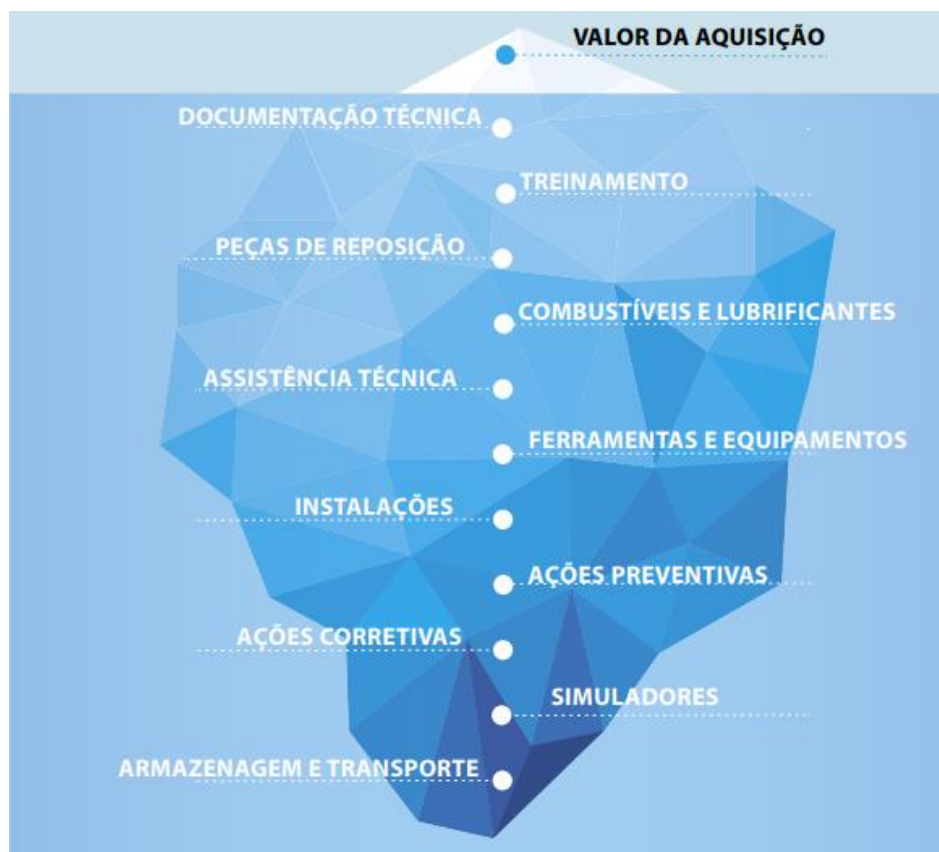 VALOR DA AQUISIÇÃO
DOCUMENTAÇÃO TÉCNICA
TREINAMENTO
PEÇAS DE REPOSIÇÃO
COMBUSTÍVEIS E LUBRIFICANTES
ASSISTÊNCIA TÉCNICA
FERRAMENTAS E EQUIPAMENTOS
INSTALAÇÕES
AÇÕES PREVENTIVAS
AÇÕES CORRETIVAS
SIMULADORES
ARMAZENAGEM E TRANSPORTE